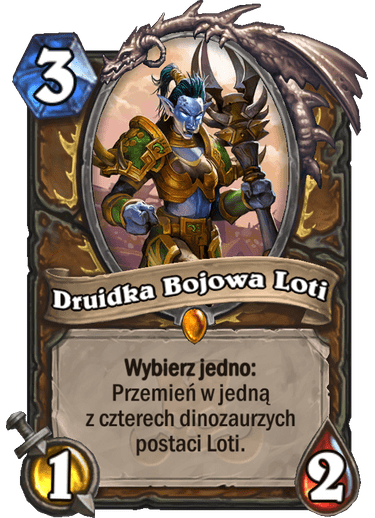 3
Druidka Bojowa Loti
Wybierz jedno:
Przemień w jedną
z czterech dinozaurzych
postaci Loti.
1
2